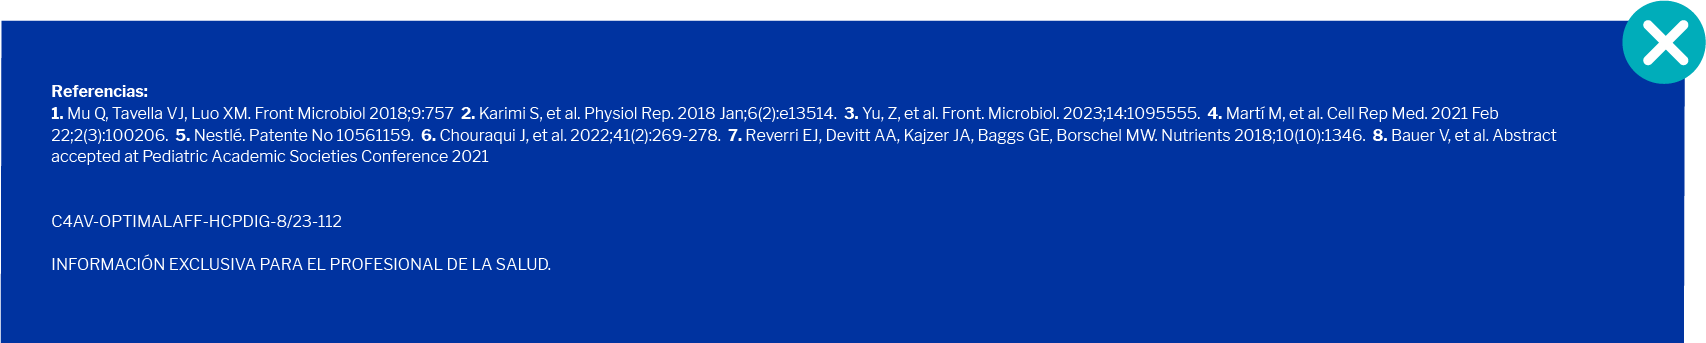 Referencias:
1. Mu Q, Tavella VJ, Luo XM. Front Microbiol 2018;9:757 2. Karimi S, et al. Physiol Rep. 2018 Jan;6(2):e13514. 3. Yu, Z, et al. Front. Microbiol. 2023;14:1095555. 4. Martí M, et al. Cell Rep Med. 2021 Feb
22;2(3):100206. 5. Nestlé. Patente No 10561159. 6. Chouraqui J, et al. 2022;41(2):269-278. 7. Reverri EJ, Devitt AA, Kajzer JA, Baggs GE, Borschel MW. Nutrients 2018;10(10):1346. 8. Bauer V, et al. Abstract
accepted at Pediatric Academic Societies Conference 2021
C4AV-OPTIMALAFF-HCPDIG-8/23-112
INFORMACIÓN EXCLUSIVA PARA EL PROFESIONAL DE LA SALUD.